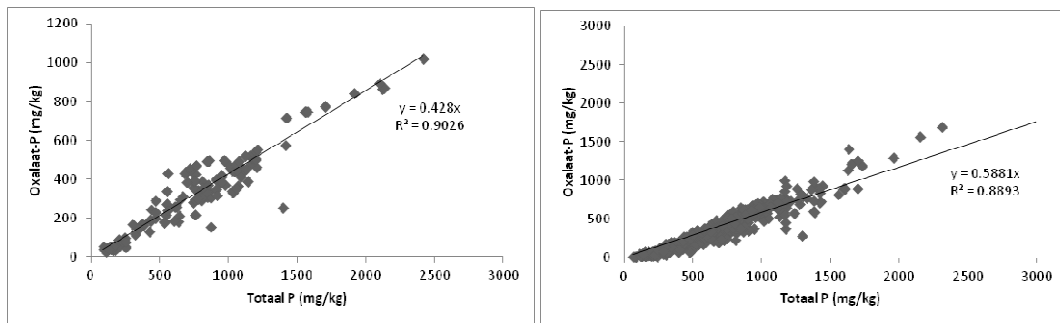 1200
1000
800
600
400
200
0
Oxalaat-P (mg/kg)
y = 0.428x
R² = 0.9026
0 500 1000 1500 2000 2500 3000
Totaal P (mg/kg)
3000
2500
2000
1500
1000
500
0
Oxalaat-P (mg/kg)
y = 0.5881x
R² = 0.8893
0 500 1000 1500 2000 2500 3000
Totaal P (mg/kg)